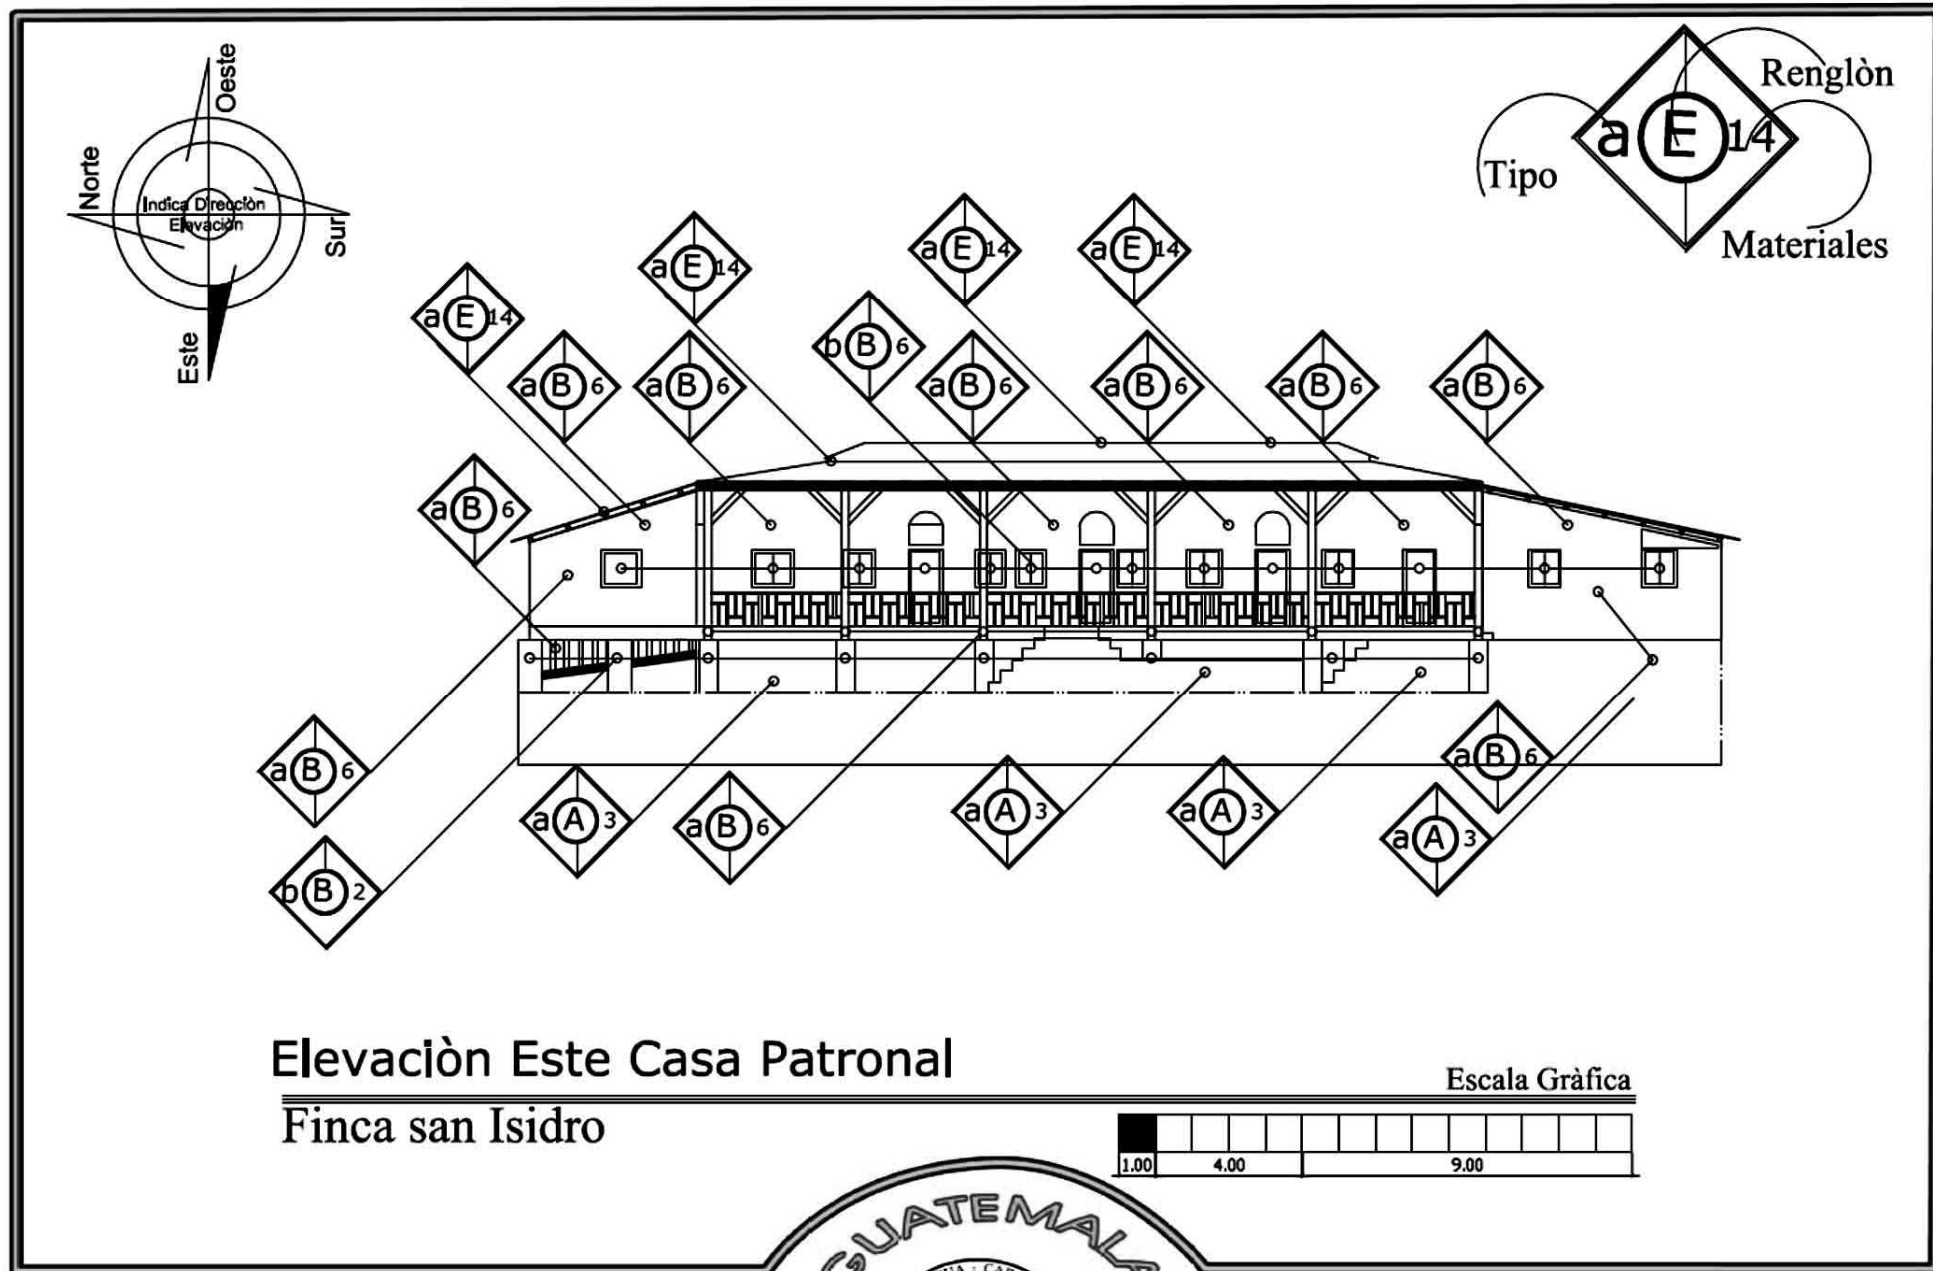 Oeste
Norte
Indica Direcciòn
Elevaciòn
Sur
Este
Renglòn
a E 14
Tipo
Materiales
a E 14
a E 14
a E 14
a E 14
b B 6
a B 6
a B 6
a B 6
a B 6
a B 6
a B 6
a B 6
a B 6
a B 6
a A 3
a B 6
a A 3
a A 3
a A 3
b B 2
Elevaciòn Este Casa Patronal
Escala Gràfica
Finca san Isidro
1.00 4.00 9.00
GUATEMALA